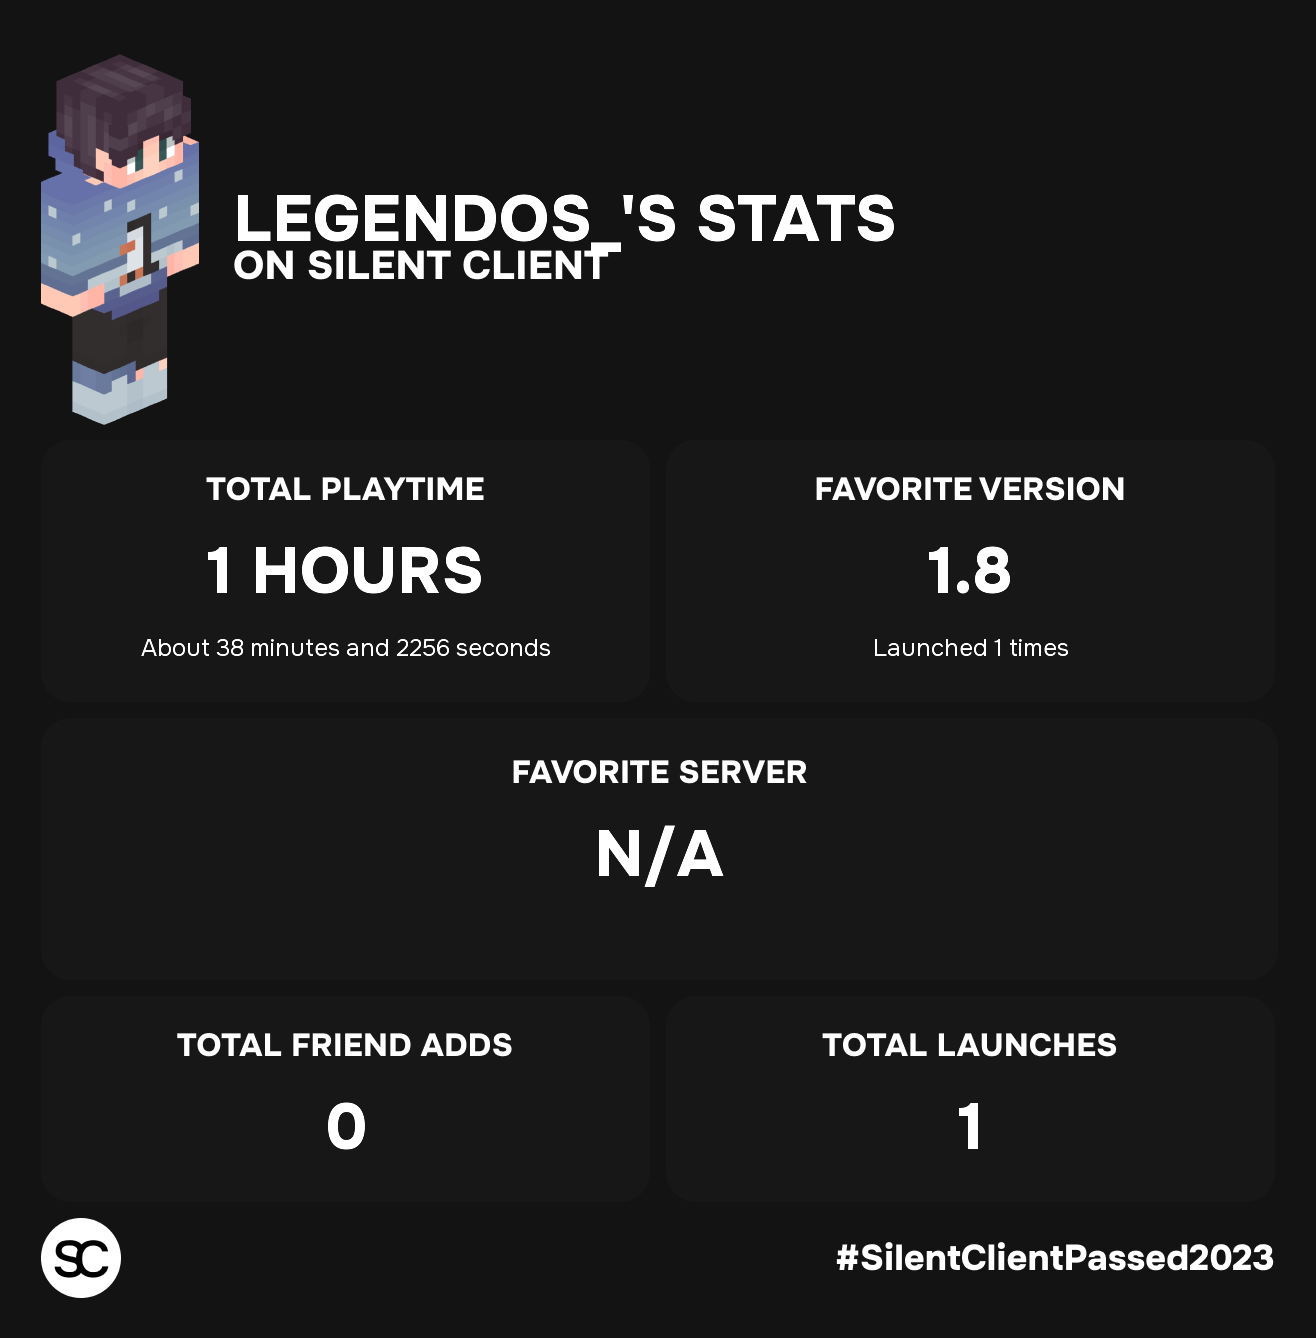 LEGENDOS_'S STATS
ON SILENT CLIENT
TOTAL PLAYTIME
1 HOURS
About 38 minutes and 2256 seconds
FAVORITE VERSION
1.8
Launched 1 times
FAVORITE SERVER
N/A
TOTAL FRIEND ADDS
0
TOTAL LAUNCHES
1
SC
#SilentClientPassed2023